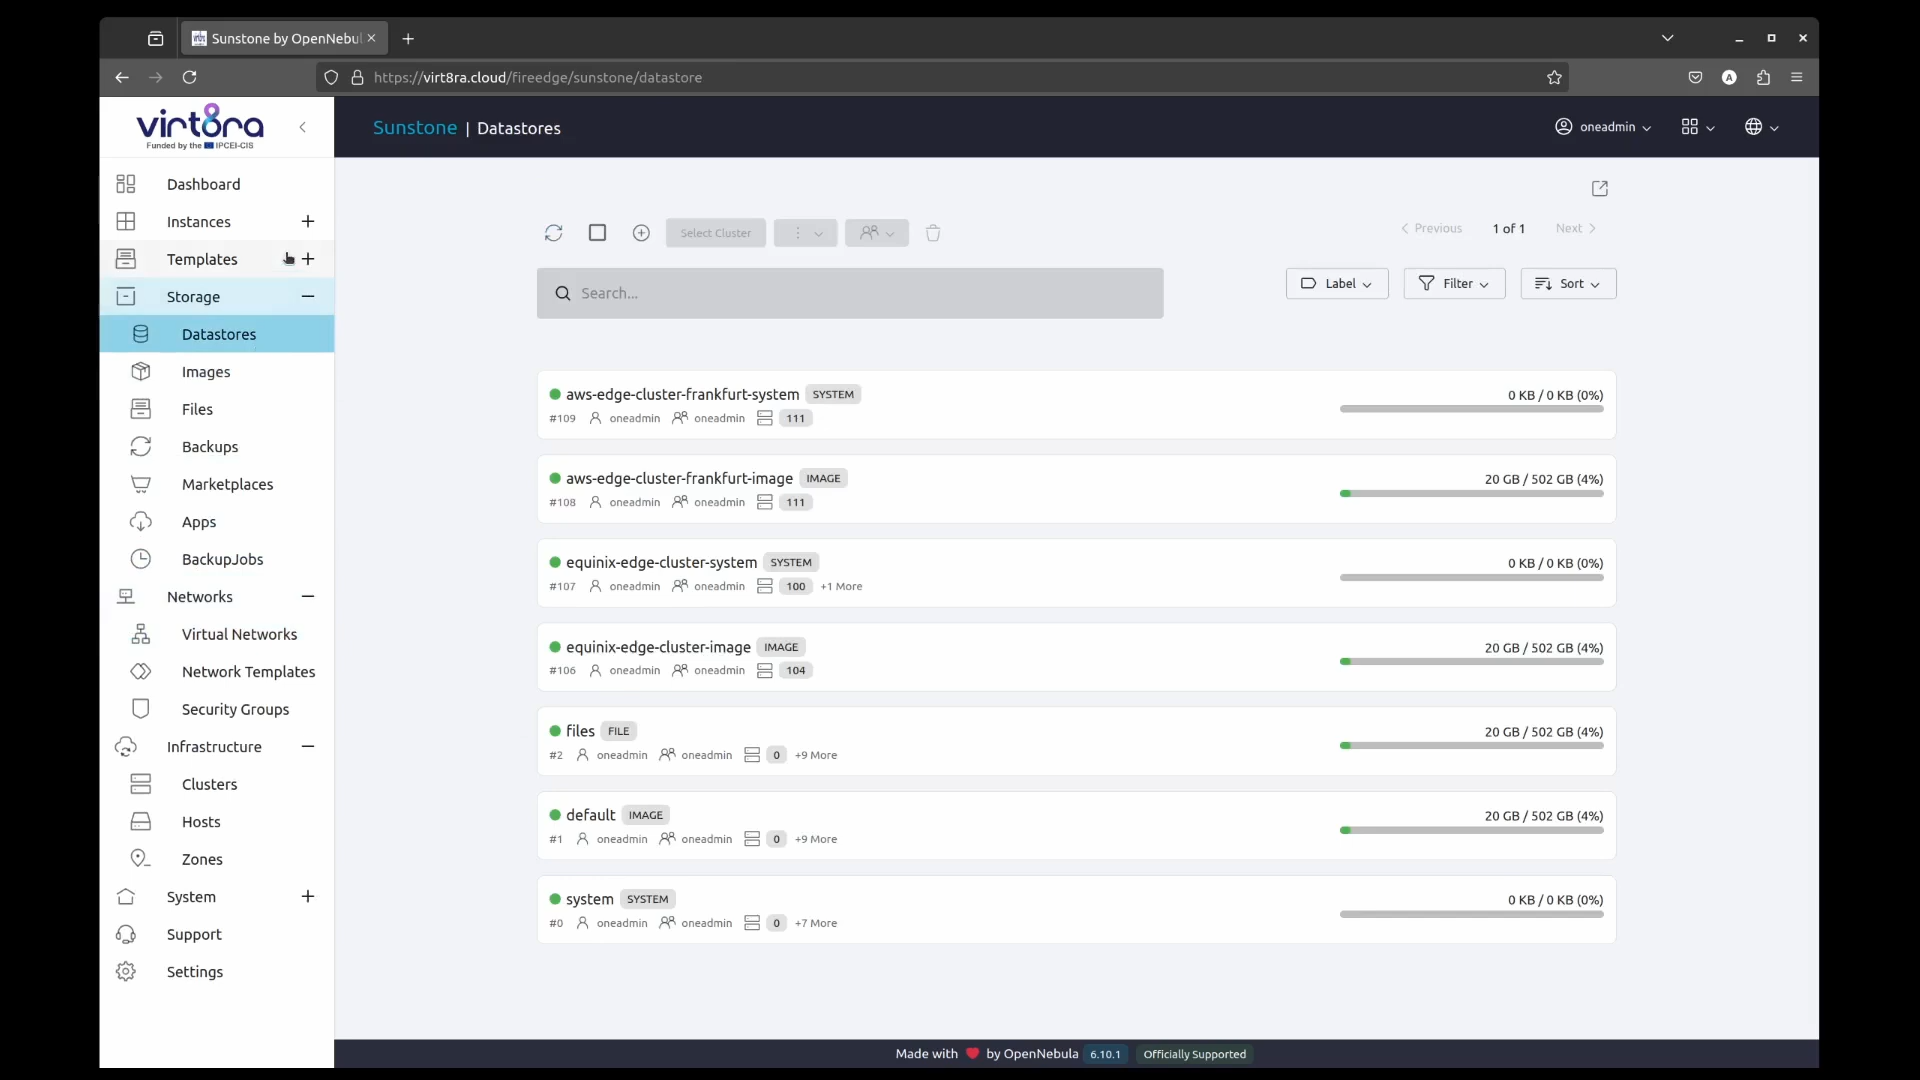 Sunstone by OpenNebul
https://virt8ra.cloud/fireedge/sunstone/datastore
A
virt8ra
Funded by the IPCEI-CIS
Sunstone | Datastores
oneadmin
Dashboard
Instances
Templates
Storage
Datastores
Images
Files
Backups
Marketplaces
Apps
BackupJobs
Networks
Virtual Networks
Network Templates
Security Groups
Infrastructure
Clusters
Hosts
Zones
System
Support
Settings
Select Cluster
Previous 1 of 1 Next
Search...
Label Filter Sort
aws-edge-cluster-frankfurt-system SYSTEM 0 KB / 0 KB (0%)
#109 oneadmin oneadmin 111
aws-edge-cluster-frankfurt-image IMAGE 20 GB / 502 GB (4%)
#108 oneadmin oneadmin 111
equinix-edge-cluster-system SYSTEM 0 KB / 0 KB (0%)
#107 oneadmin oneadmin 100 +1 More
equinix-edge-cluster-image IMAGE 20 GB / 502 GB (4%)
#106 oneadmin oneadmin 104
files FILE 20 GB / 502 GB (4%)
#2 oneadmin oneadmin 0 +9 More
default IMAGE 20 GB / 502 GB (4%)
#1 oneadmin oneadmin 0 +9 More
system SYSTEM 0 KB / 0 KB (0%)
#0 oneadmin oneadmin 0 +7 More
Made with ❤ by OpenNebula 6.10.1 Officially Supported